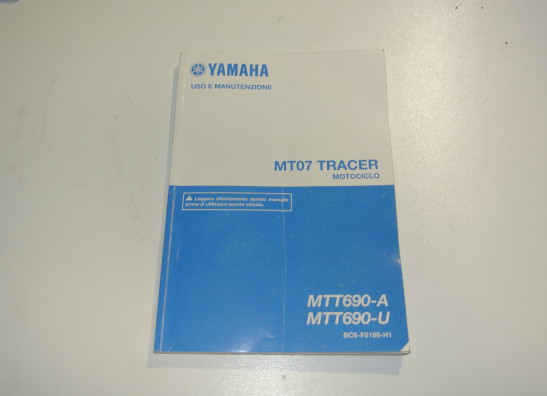 YAMAHA
USO E MANUTENZIONE
MT07 TRACER
MOTOCICLO
Leggere attentamente questo manuale
prima di utilizzare questo veicolo.
MTT690-A
MTT690-U
BC6-F8199-H1